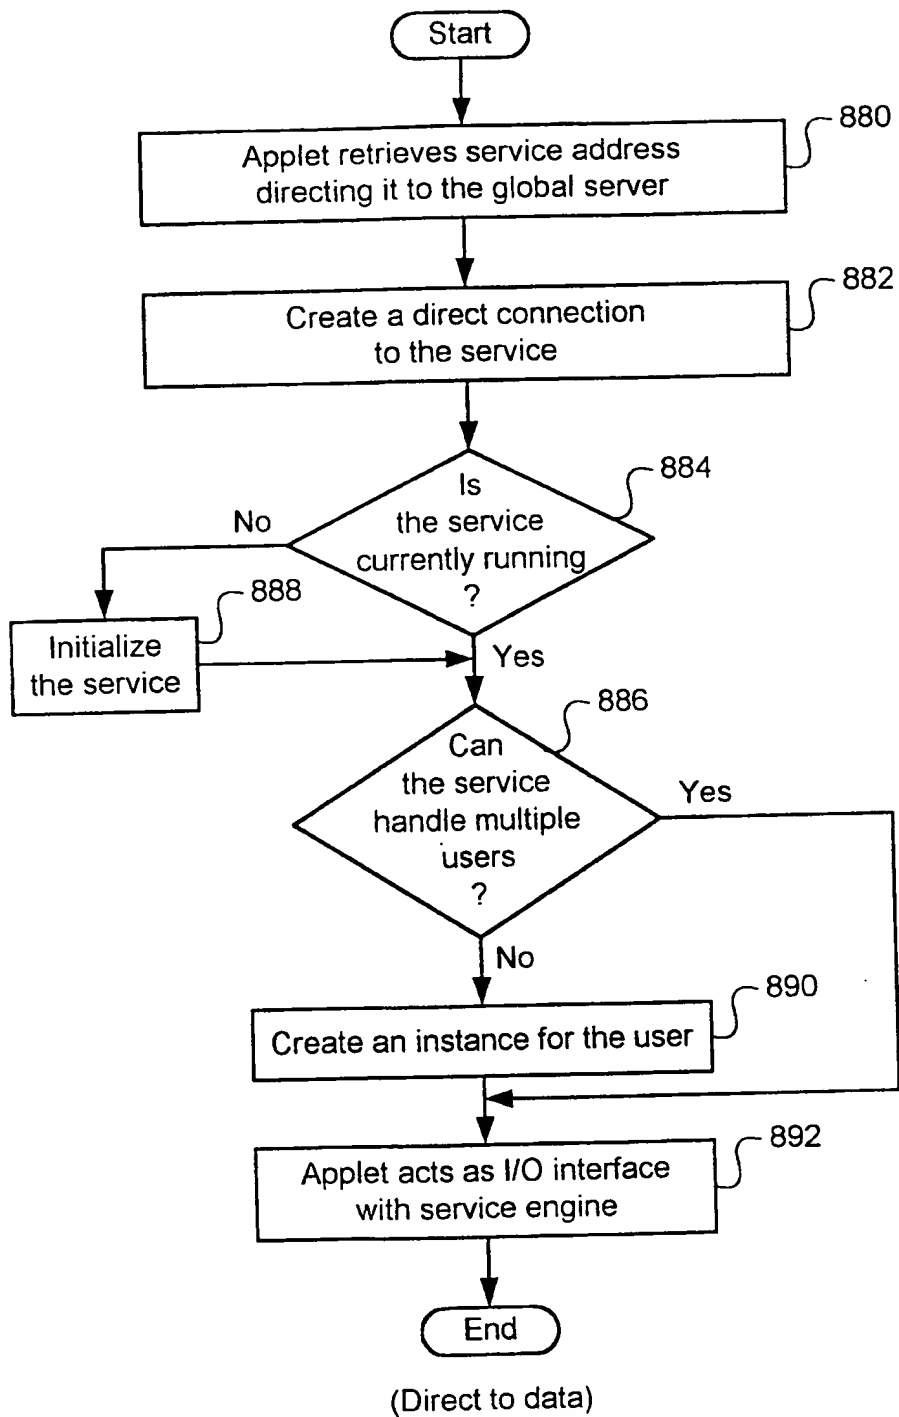 Start
880
Applet retrieves service address
directing it to the global server
882
Create a direct connection
to the service
884
Is
the service
currently running
?
No
888
Initialize
the service
Yes
886
Can
the service
handle multiple
users
?
Yes
No
890
Create an instance for the user
892
Applet acts as I/O interface
with service engine
End
(Direct to data)